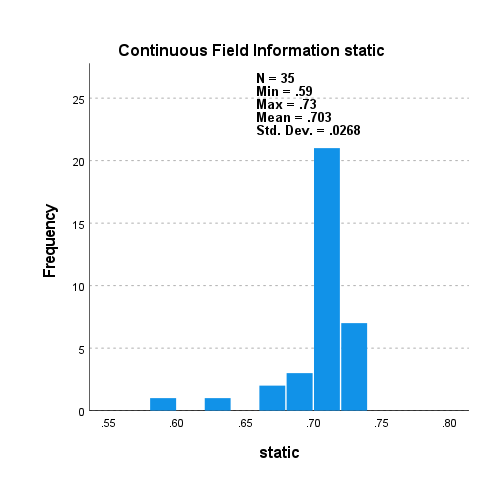 Continuous Field Information static
N = 35
Min = .59
Max = .73
Mean = .703
Std. Dev. = .0268
25
20
15
10
5
0
Frequency
.55 .60 .65 .70 .75 .80
static